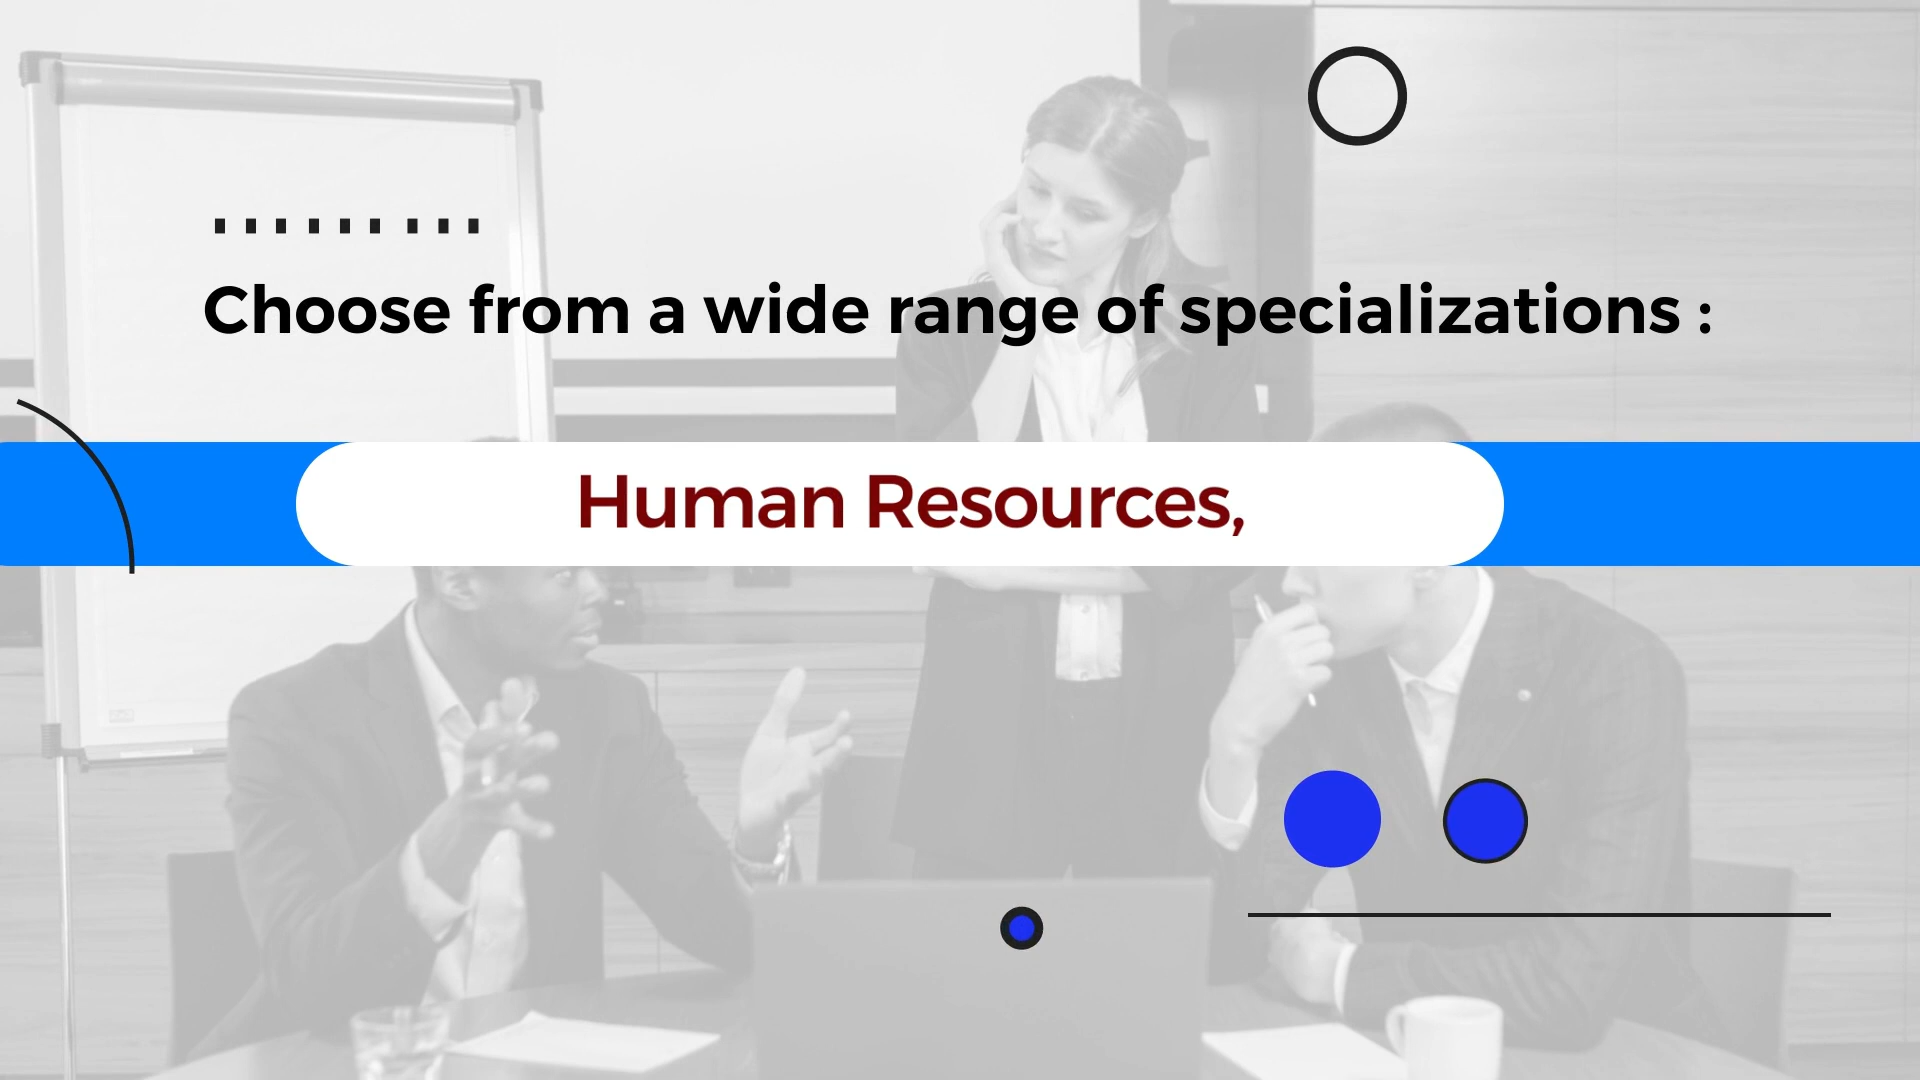 Choose from a wide range of specializations :
Human Resources,